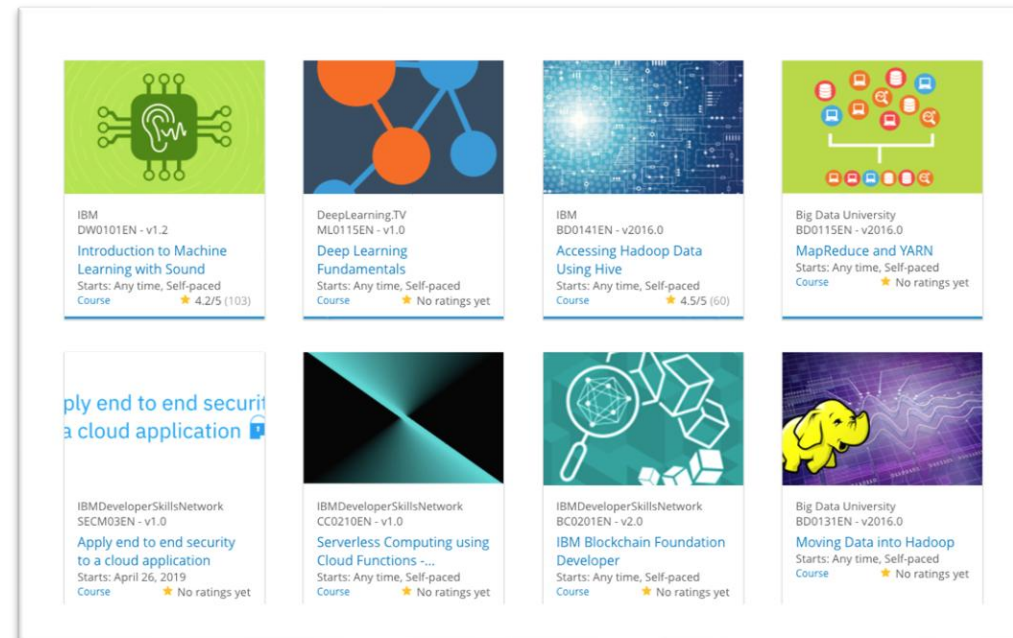 IBM
DW0101EN - v1.2
Introduction to Machine
Learning with Sound
Starts: Any time, Self-paced
Course ★ 4.2/5 (103)
DeepLearning.TV
ML0115EN - v1.0
Deep Learning
Fundamentals
Starts: Any time, Self-paced
Course ★ No ratings yet
IBM
BD0141EN - v2016.0
Accessing Hadoop Data
Using Hive
Starts: Any time, Self-paced
Course ★ 4.5/5 (60)
Big Data University
BD0115EN - v2016.0
MapReduce and YARN
Starts: Any time, Self-paced
Course ★ No ratings yet
ply end to end securit
a cloud application
IBMDeveloperSkillsNetwork
SECM03EN - v1.0
Apply end to end security
to a cloud application
Starts: April 26, 2019
Course ★ No ratings yet
IBMDeveloperSkillsNetwork
CC0210EN - v1.0
Serverless Computing using
Cloud Functions -...
Starts: Any time, Self-paced
Course ★ No ratings yet
IBMDeveloperSkillsNetwork
BC0201EN - v2.0
IBM Blockchain Foundation
Developer
Starts: Any time, Self-paced
Course ★ No ratings yet
Big Data University
BD0131EN - v2016.0
Moving Data into Hadoop
Starts: Any time, Self-paced
Course ★ No ratings yet